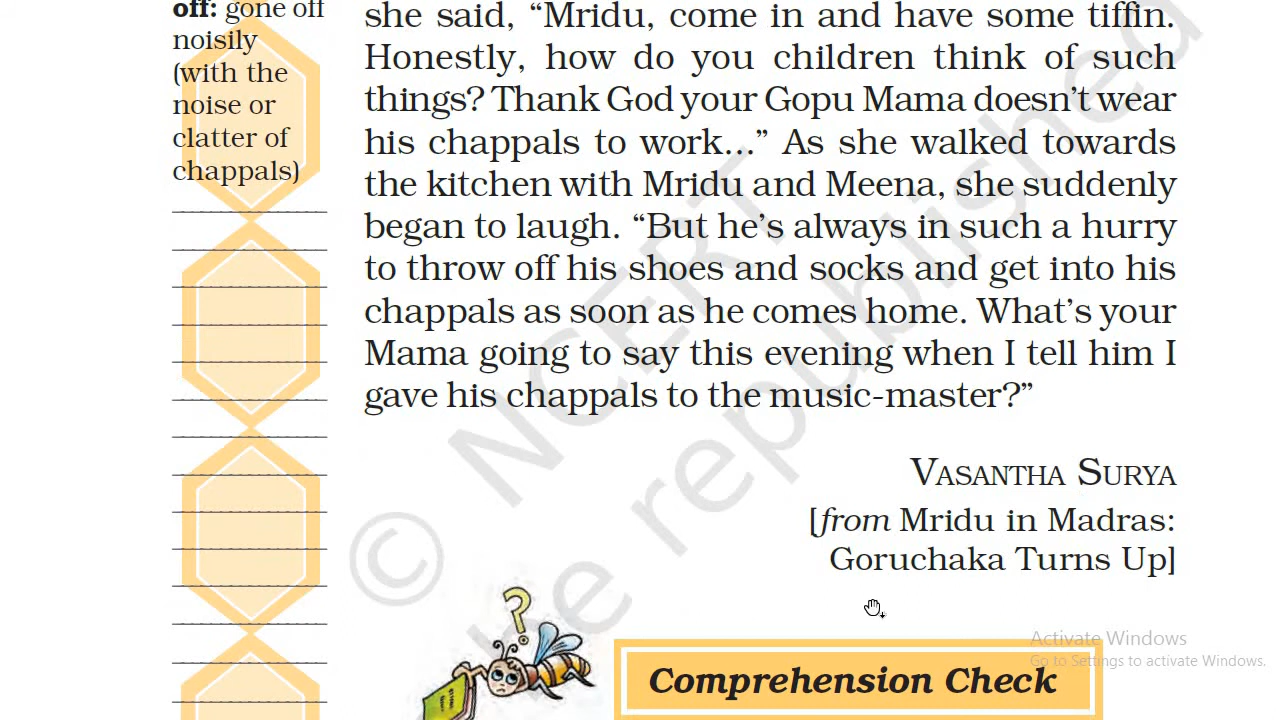 off: gone off
noisily
(with the
noise or
clatter of
chappals)
she said, “Mridu, come in and have some tiffin.
Honestly, how do you children think of such
things? Thank God your Gopu Mama doesn’t wear
his chappals to work...” As she walked towards
the kitchen with Mridu and Meena, she suddenly
began to laugh. “But he’s always in such a hurry
to throw off his shoes and socks and get into his
chappals as soon as he comes home. What’s your
Mama going to say this evening when I tell him I
gave his chappals to the music-master?”
VASANTHA SURYA
[from Mridu in Madras:
Goruchaka Turns Up]
© NCERT
be republished
?
Activate Windows
Go to Settings to activate Windows.
Comprehension Check